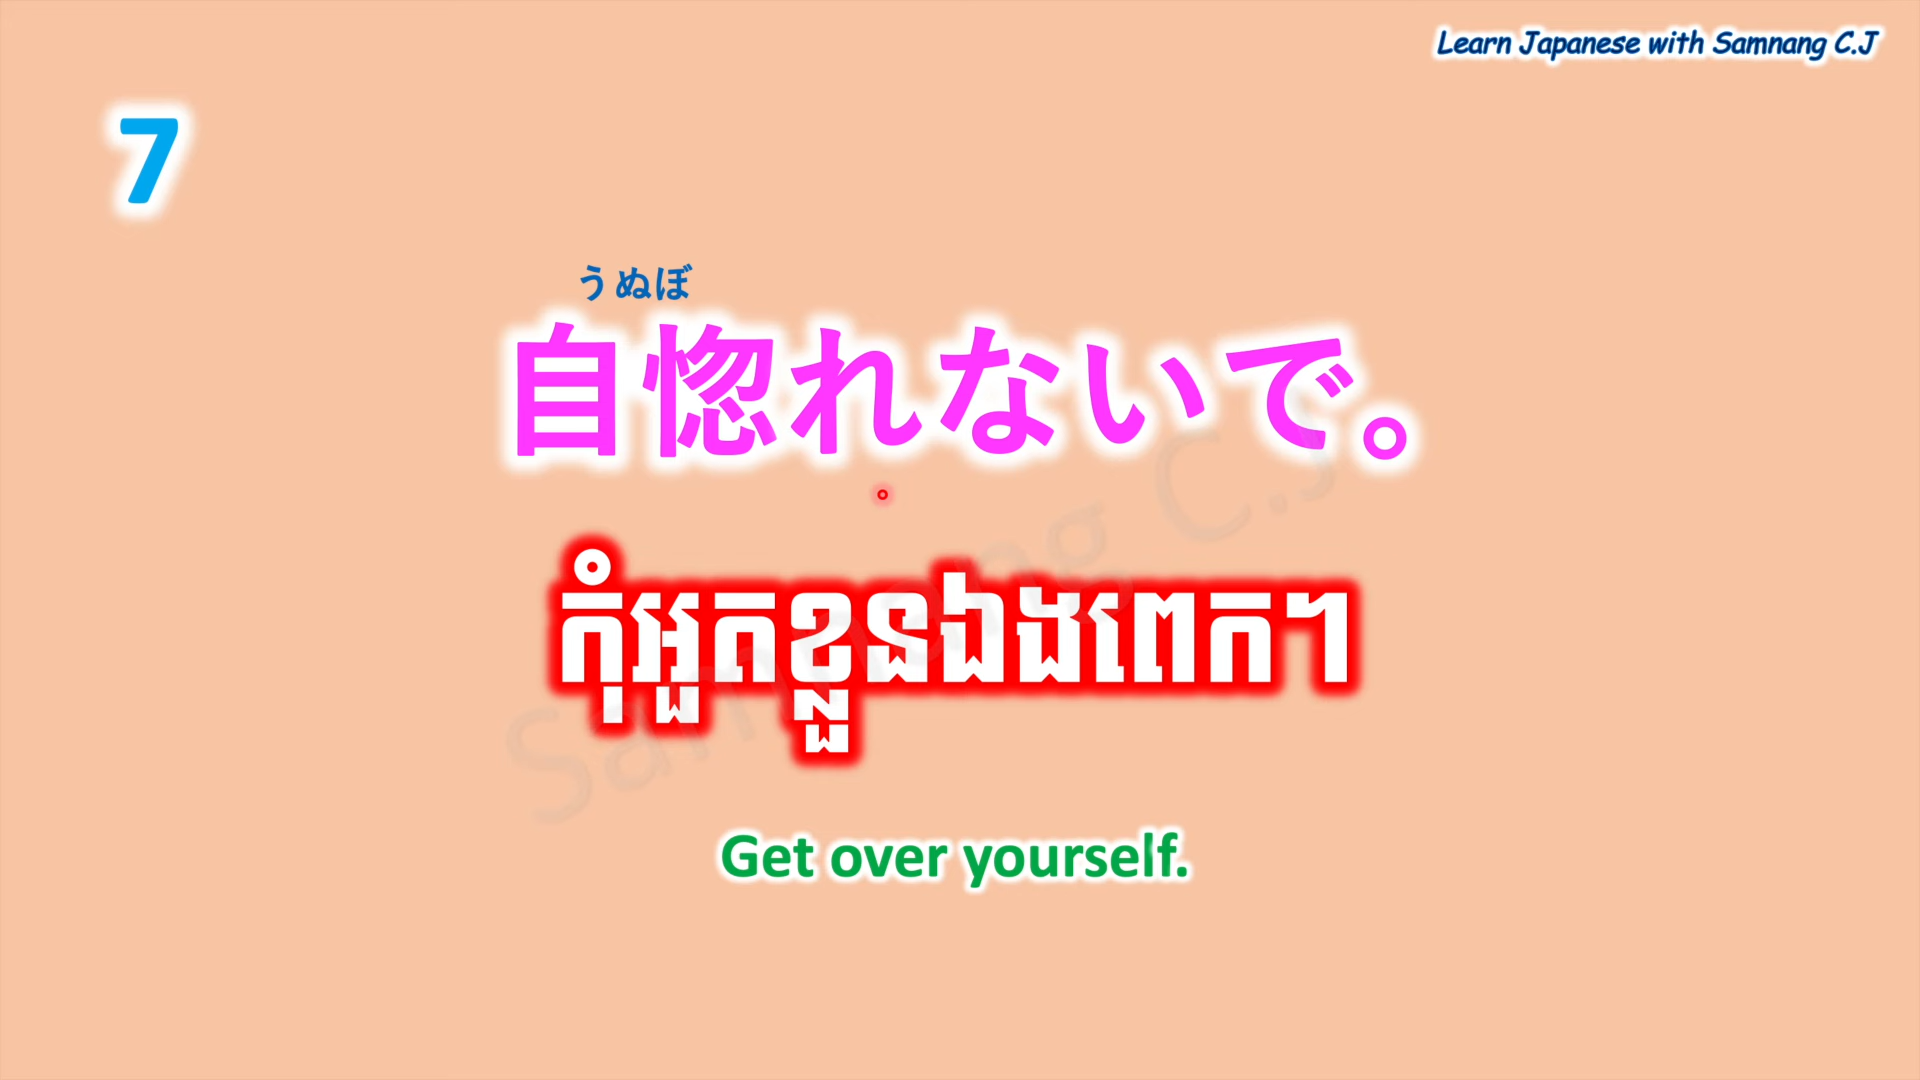 Learn Japanese with Samnang C.J
7
うぬぼ
自惚れないで。
。
កុំអួតខ្លួនឯងពេក។
Samnang C.J
Get over yourself.